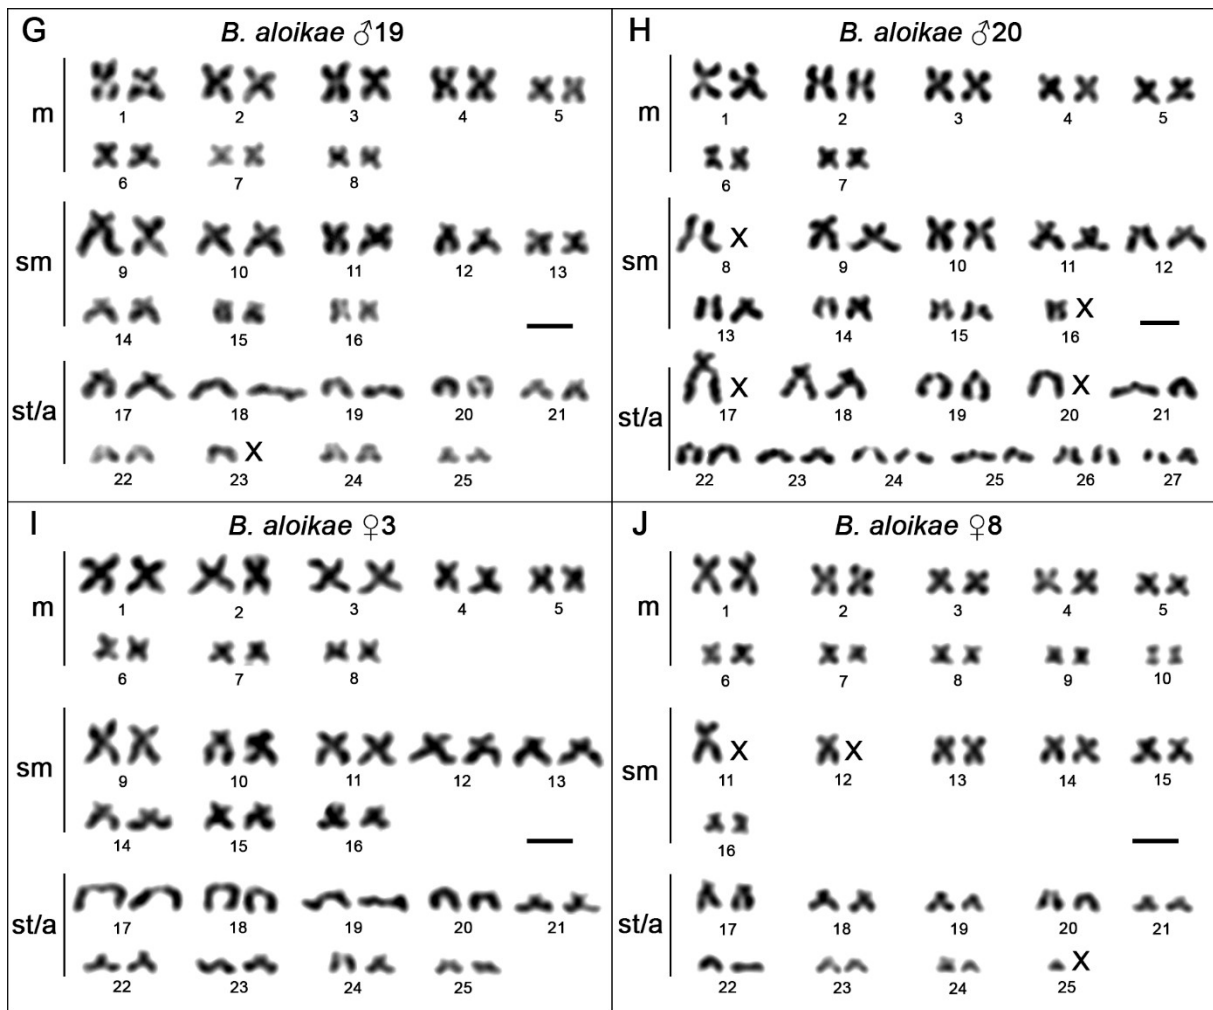 G B. aloikae ♂19
m
1 2 3 4 5
6 7 8
sm
9 10 11 12 13
14 15 16
st/a
17 18 19 20 21
X
22 23 24 25
H B. aloikae ♂20
m
1 2 3 4 5
6 7
sm
X
8 9 10 11 12
X
13 14 15 16
st/a
X X
17 18 19 20 21
22 23 24 25 26 27
I B. aloikae ♀3
m
1 2 3 4 5
6 7 8
sm
9 10 11 12 13
14 15 16
st/a
17 18 19 20 21
22 23 24 25
J B. aloikae ♀8
m
1 2 3 4 5
6 7 8 9 10
sm
X X
11 12 13 14 15
16
st/a
17 18 19 20 21
X
22 23 24 25